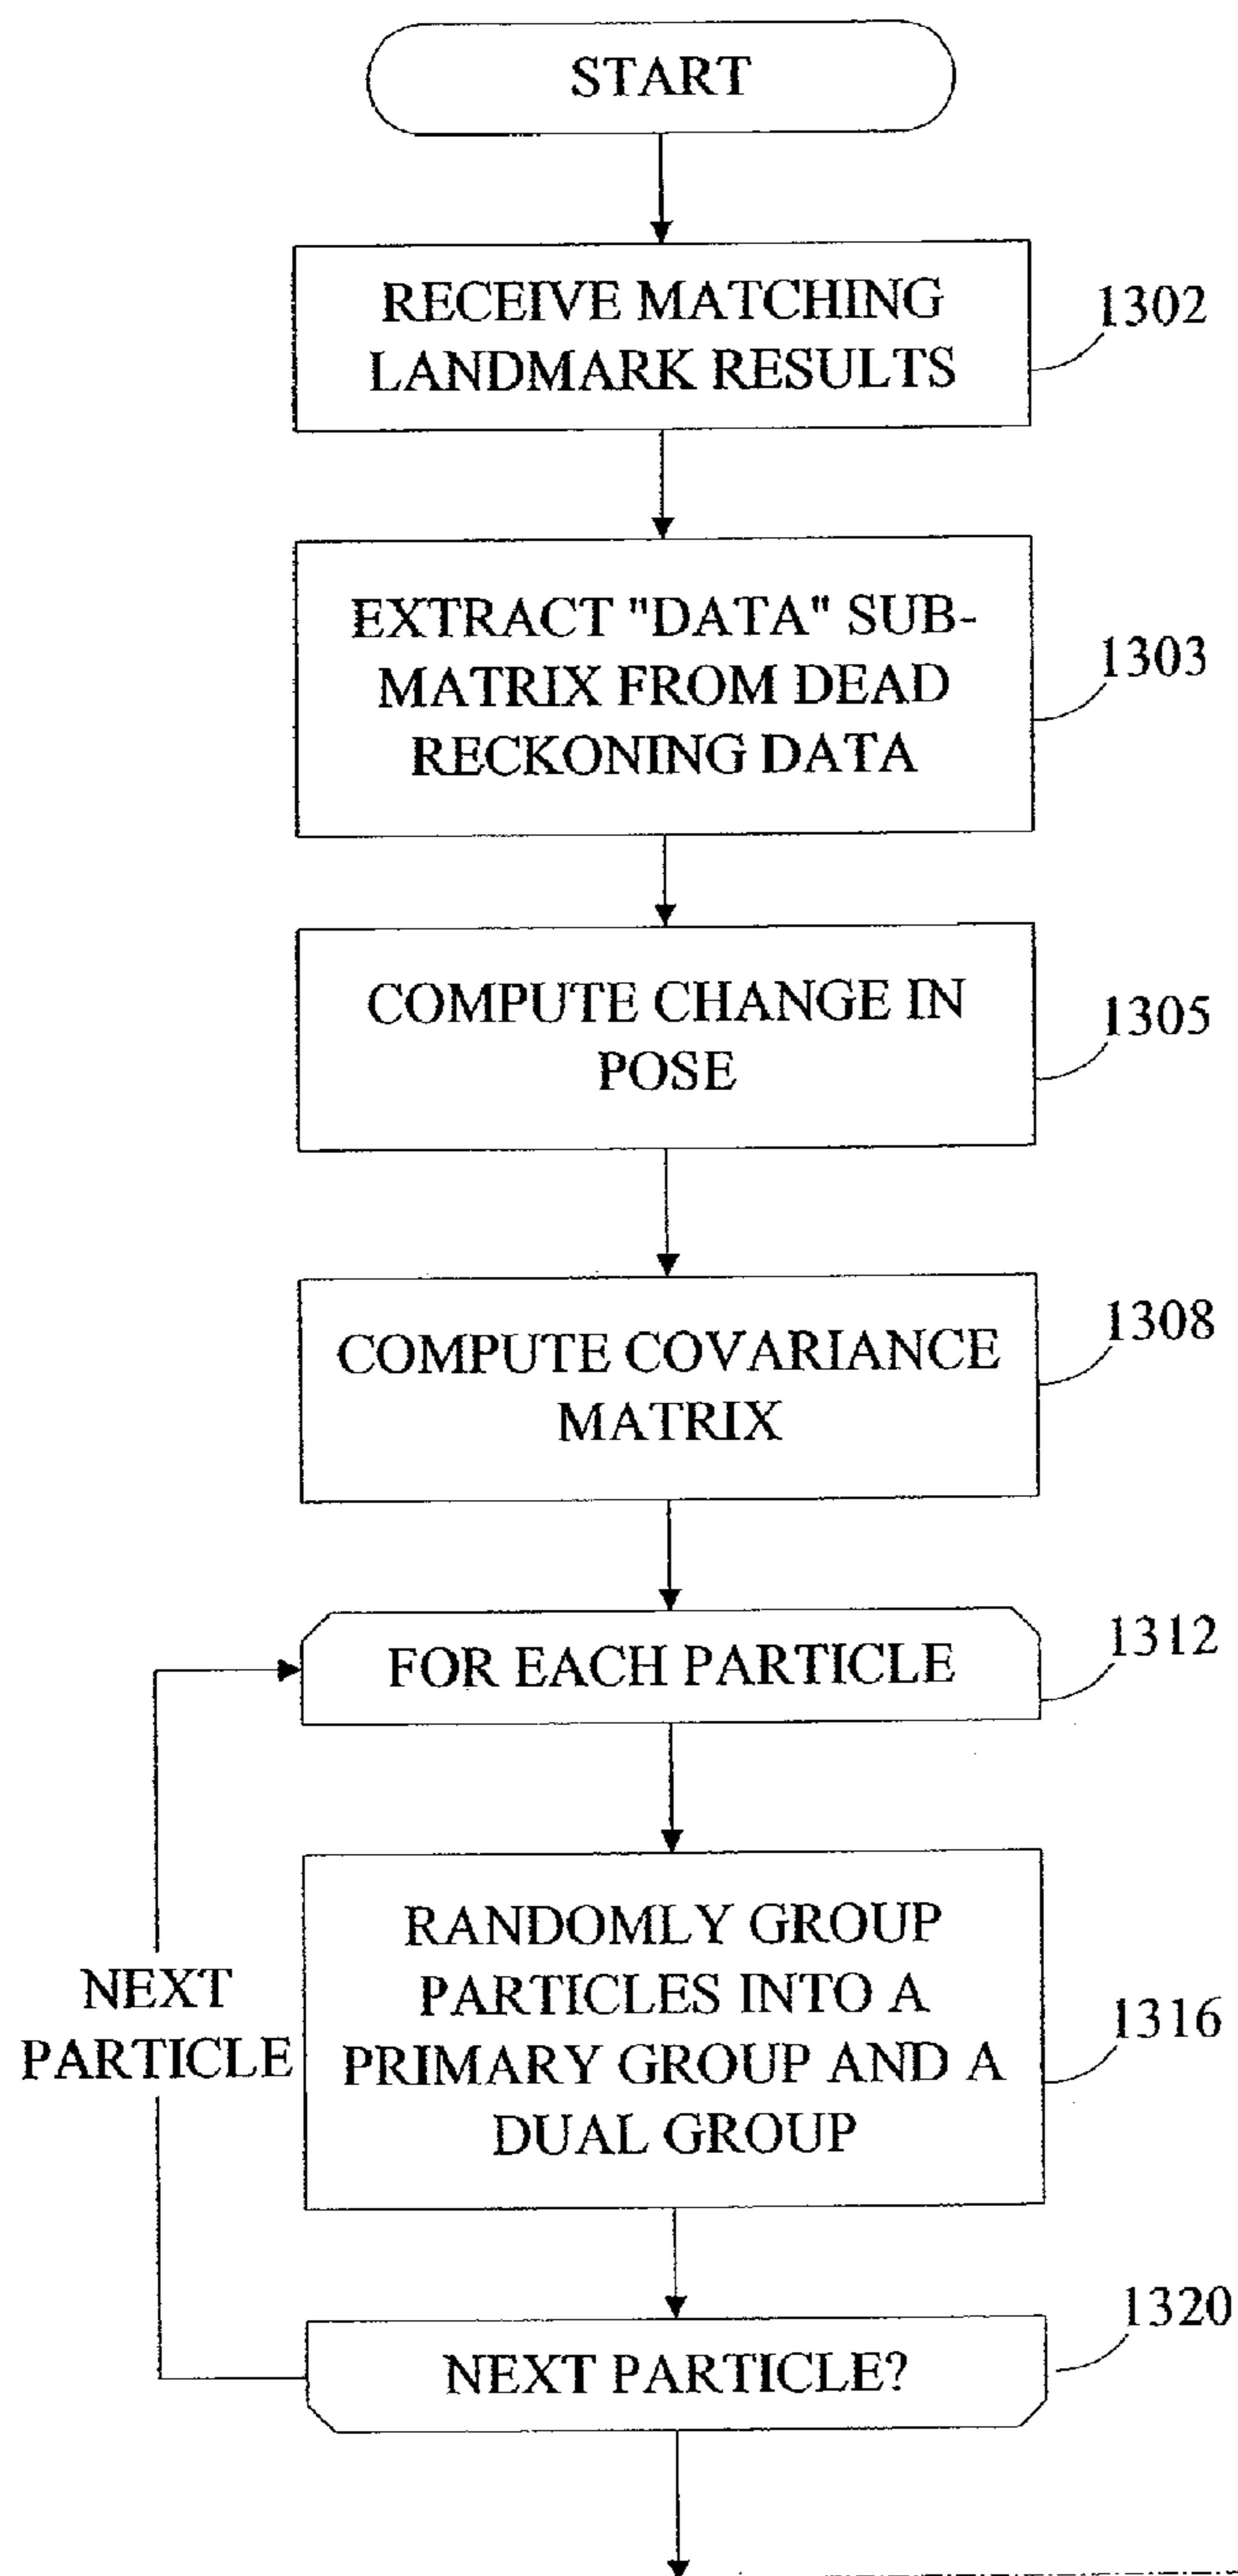 START
RECEIVE MATCHING
LANDMARK RESULTS
1302
EXTRACT "DATA" SUB-
MATRIX FROM DEAD
RECKONING DATA
1303
COMPUTE CHANGE IN
POSE
1305
COMPUTE COVARIANCE
MATRIX
1308
FOR EACH PARTICLE
1312
RANDOMLY GROUP
PARTICLES INTO A
PRIMARY GROUP AND A
DUAL GROUP
1316
NEXT
PARTICLE
NEXT PARTICLE?
1320